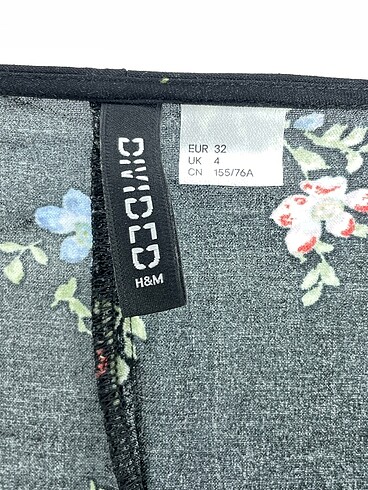 DIVIDED
H&M
EUR 32
UK 4
CN 155/76A